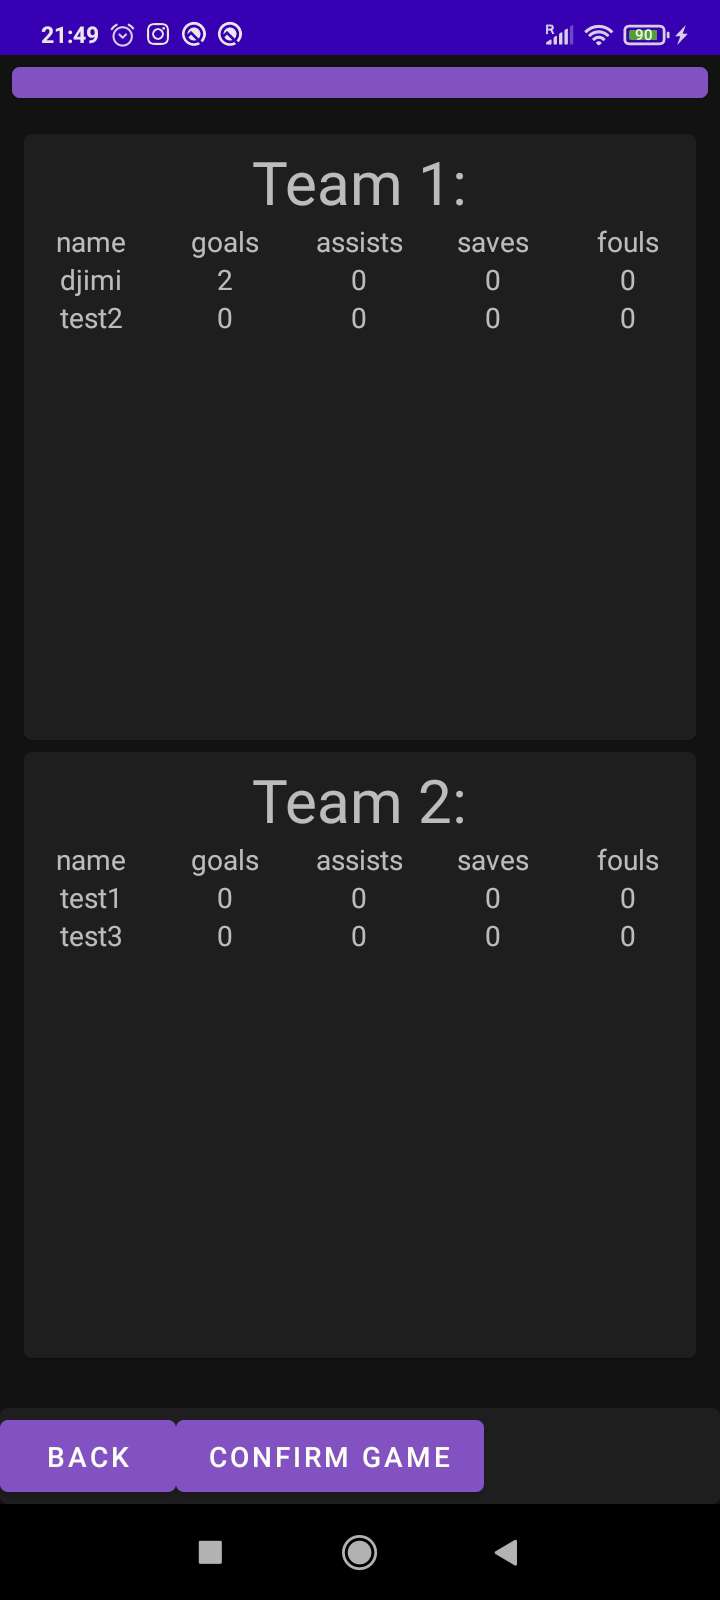 21:49 R 90
Team 1:
name goals assists saves fouls
djimi 2 0 0 0
test2 0 0 0 0
Team 2:
name goals assists saves fouls
test1 0 0 0 0
test3 0 0 0 0
BACK CONFIRM GAME